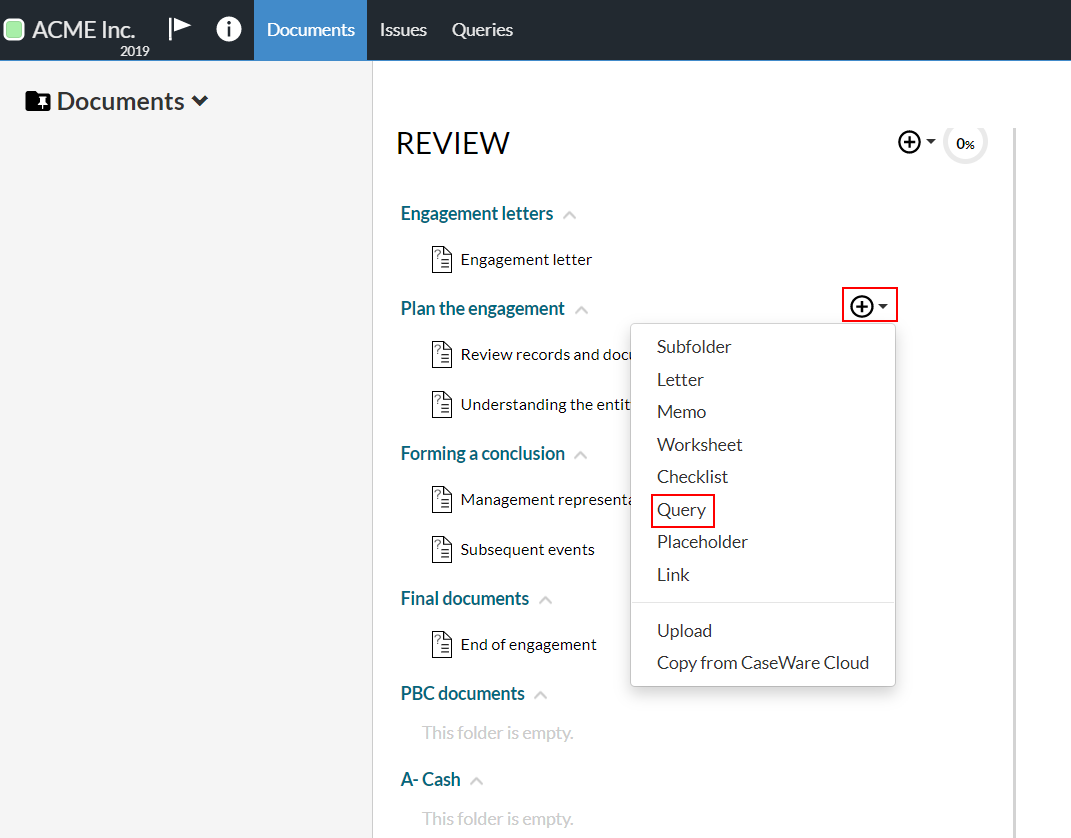 ACME Inc.
2019
Documents Issues Queries
Documents
REVIEW
0%
Engagement letters
Engagement letter
Plan the engagement
Review records and docu
Understanding the entit
Forming a conclusion
Management representa
Subsequent events
Final documents
End of engagement
PBC documents
This folder is empty.
A- Cash
This folder is empty.
Subfolder
Letter
Memo
Worksheet
Checklist
Query
Placeholder
Link
Upload
Copy from CaseWare Cloud